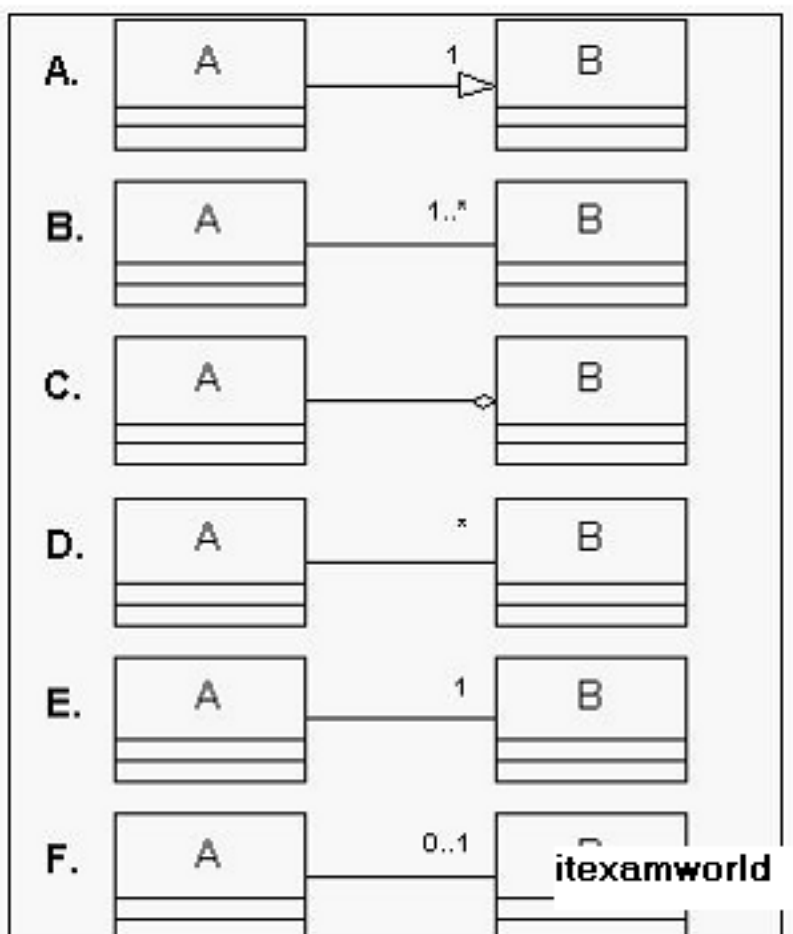 A. A 1 B
B. A 1..* B
C. A B
D. A * B
E. A 1 B
F. A 0..1
itexamworld